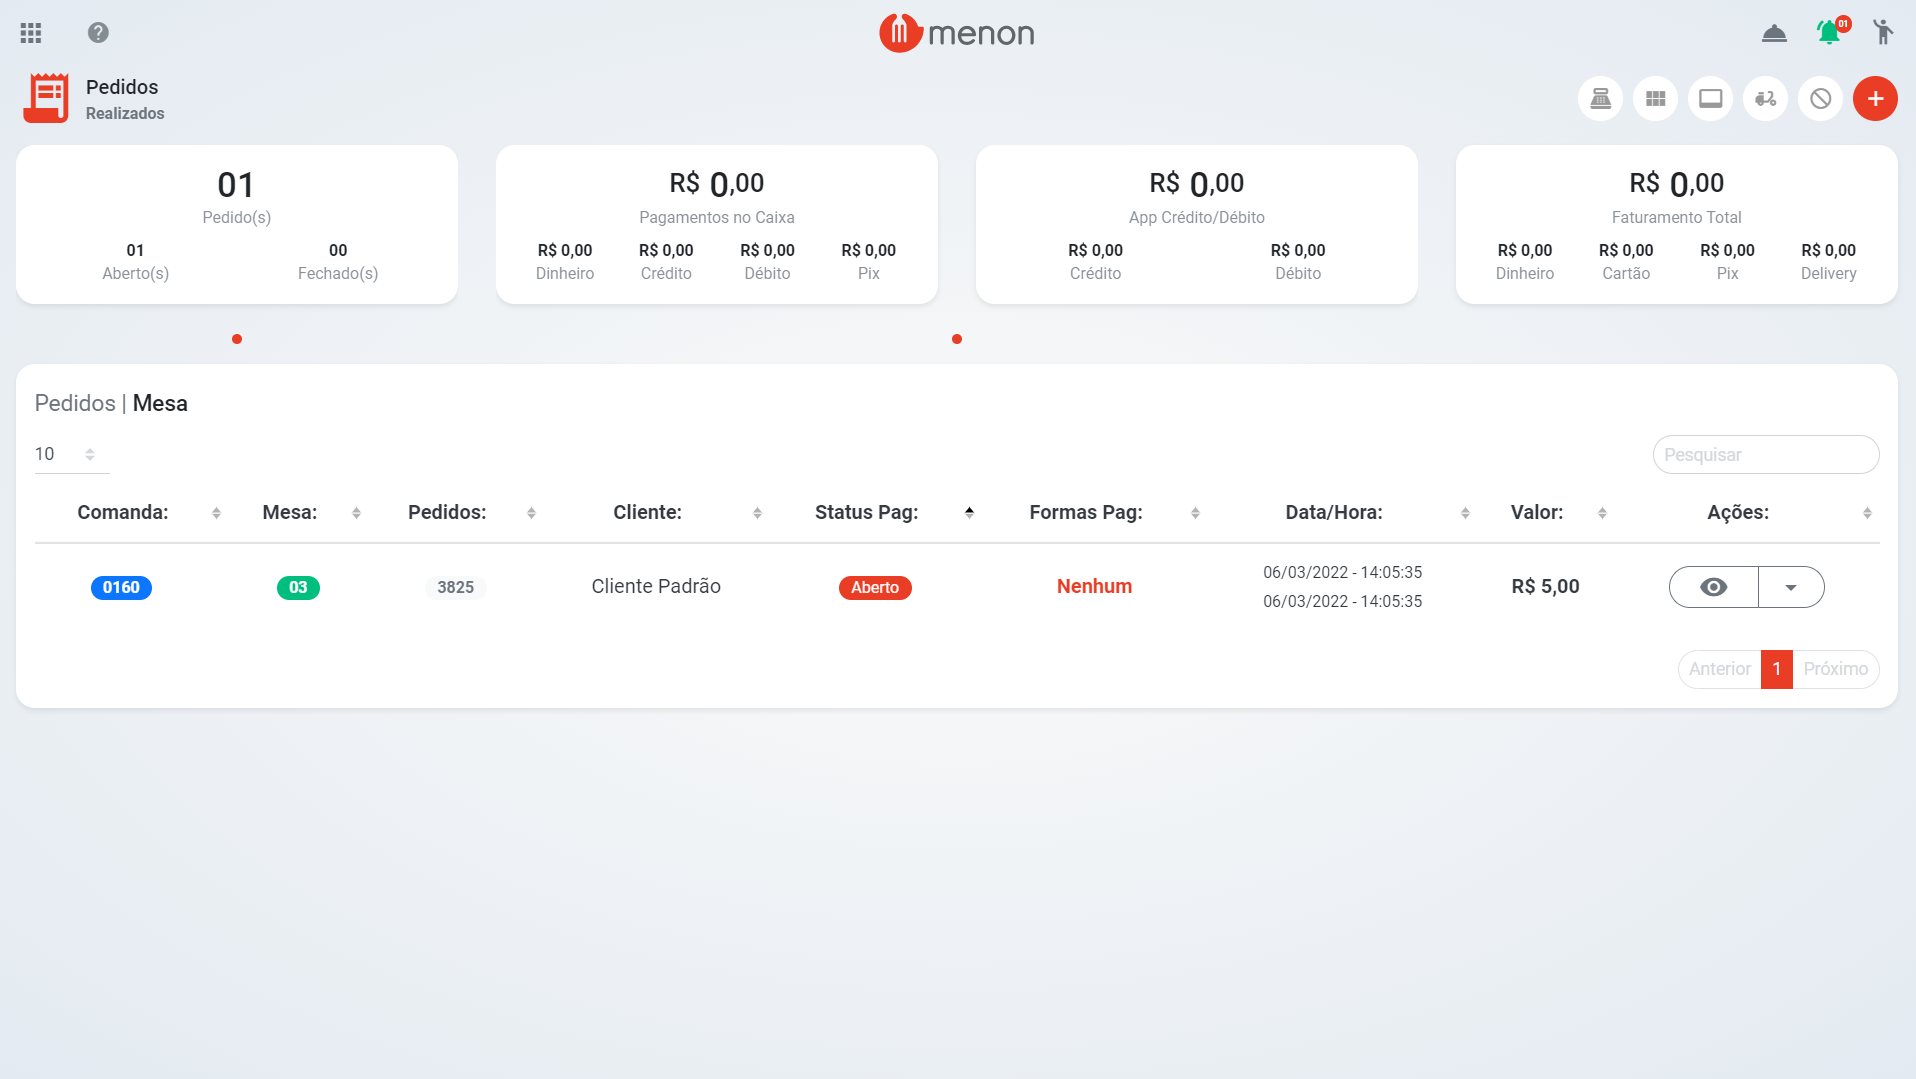 menon
01
Pedidos
Realizados
01
Pedido(s)
01
Aberto(s)
00
Fechado(s)
R$ 0,00
Pagamentos no Caixa
R$ 0,00 R$ 0,00 R$ 0,00 R$ 0,00
Dinheiro Crédito Débito Pix
R$ 0,00
App Crédito/Débito
R$ 0,00 R$ 0,00
Crédito Débito
R$ 0,00
Faturamento Total
R$ 0,00 R$ 0,00 R$ 0,00 R$ 0,00
Dinheiro Cartão Pix Delivery
Pedidos | Mesa
10
Pesquisar
Comanda: Mesa: Pedidos: Cliente: Status Pag: Formas Pag: Data/Hora: Valor: Ações:
0160 03 3825 Cliente Padrão Aberto Nenhum 06/03/2022 - 14:05:35 R$ 5,00
06/03/2022 - 14:05:35
Anterior 1 Próximo